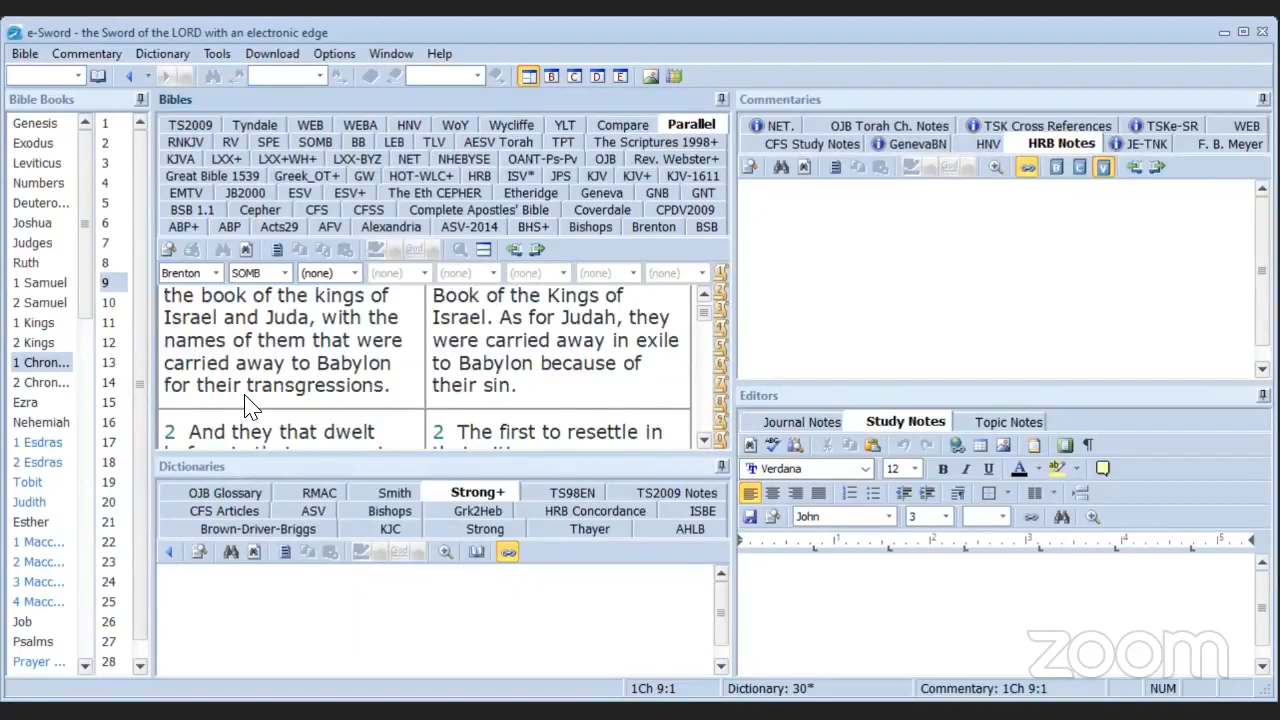 e-Sword - the Sword of the LORD with an electronic edge
Bible Commentary Dictionary Tools Options Download Window Help
Bible Books
Genesis 1
Exodus 2
Leviticus 3
Numbers 4
Deutero... 5
Joshua 6
Judges 7
Ruth 8
1 Samuel 9
2 Samuel 10
1 Kings 11
2 Kings 12
1 Chron... 13
2 Chron... 14
Ezra 15
Nehemiah 16
1 Esdras 17
2 Esdras 18
Tobit 19
Judith 20
Esther 21
1 Macc... 22
2 Macc... 23
3 Macc... 24
4 Macc... 25
Job 26
Psalms 27
Prayer ... 28
Bibles
TS2009 Tyndale WEB WEBA HNV WoY Wycliffe YLT Compare Parallel
RNKJV RV SPE SOMB BB LEB TLV AESV Torah TPT The Scriptures 1998+
KJVA LXX+ LXX+WH+ LXX-BYZ NET NHEBYSE OANT-Ps-Pv OJB Rev. Webster+
Great Bible 1539 Greek_OT+ GW HOT-WLC+ HRB ISV* JPS KJV KJV+ KJV-1611
EMTV JB2000 ESV ESV+ The Eth CEPHER Etheridge Geneva GNB GNT
BSB 1.1 Cepher CFS CFSS Complete Apostles' Bible Coverdale CPDV2009
ABP+ ABP Acts29 AFV Alexandria ASV-2014 BHS+ Bishops Brenton BSB
Brenton SOMB (none) (none) (none) (none) (none) (none)
the book of the kings of
Israel and Juda, with the
names of them that were
carried away to Babylon
for their transgressions.
2 And they that dwelt
Book of the Kings of
Israel. As for Judah, they
were carried away in exile
to Babylon because of
their sin.
2 The first to resettle in
Dictionaries
OJB Glossary RMAC Smith Strong+ TS98EN TS2009 Notes
CFS Articles ASV Bishops Grk2Heb HRB Concordance ISBE
Brown-Driver-Briggs KJC Strong Thayer AHLB
Commentaries
NET. OJB Torah Ch. Notes TSK Cross References TSKe-SR WEB
CFS Study Notes GenevaBN HNV HRB Notes JE-TNK F. B. Meyer
Editors
Journal Notes Study Notes Topic Notes
Verdana 12 B I U A
John 3
1 2 3 4 5
zoom
1Ch 9:1 Dictionary: 30* Commentary: 1Ch 9:1 NUM